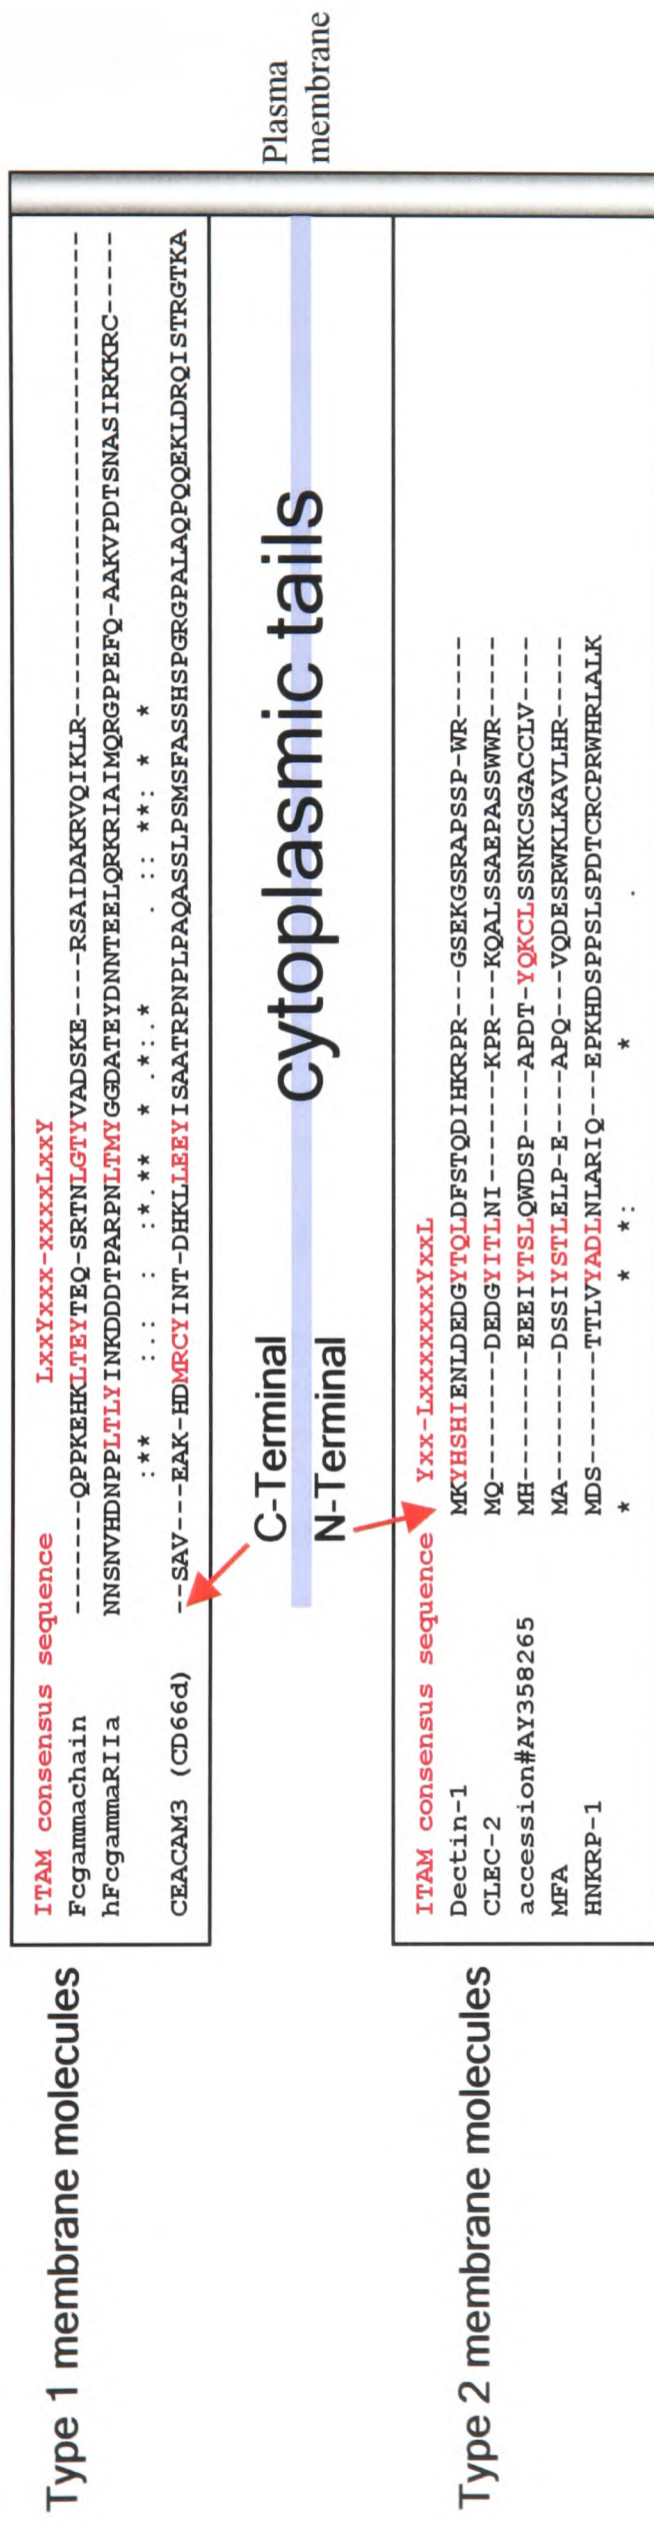 Type 1 membrane molecules
ITAM consensus sequence LxxYxxx-xxxxLxxY
Fcgammachain --------QPPKEHKLTEYTEQ-SRTNLGTYVADSKE----RSAIDAKRVQIKLR-----------------------------------
hFcgammaRIIa NNSNVHDNPPLTLYINKDDDTPARPNLTMYGGDATEYDNNTEELQRKRIAIMQRGPPEFQ-AAKVPDTSNASIRKKRC-----
:** :.: : :*.** * .*:.* . :: **: * *
CEACAM3 (CD66d) --SAV---EAK-HDMRCYINT-DHKLLEEYISAATRPNPLPAQASSLPSMSFASSHSPGRGPALAQPQQEKLDRQISTRGTKA
C-Terminal
N-Terminal
cytoplasmic tails
Plasma
membrane
Type 2 membrane molecules
ITAM consensus sequence Yxx-LxxxxxxxYxxL
Dectin-1 MKYHSHIENLDEDGYTQLDFSTQDIHKRPR---GSEKGSRAPSSP-WR-----
CLEC-2 MQ---------DEDGYITLNI-------KPR---KQALSSAEPASSWWR-----
accession#AY358265 MH----------EEEIYTSLQWDSP----APDT-YQKCLSSNKCSGACCLV----
MFA MA---------DSSIYSTLELP-E----APQ---VQDESRWKLKAVLHR-----
HNKRP-1 MDS--------TTLVYADLNLARIQ---EPKHDSPPSLSPDTCRCPRWHRLALK
* * *: * .